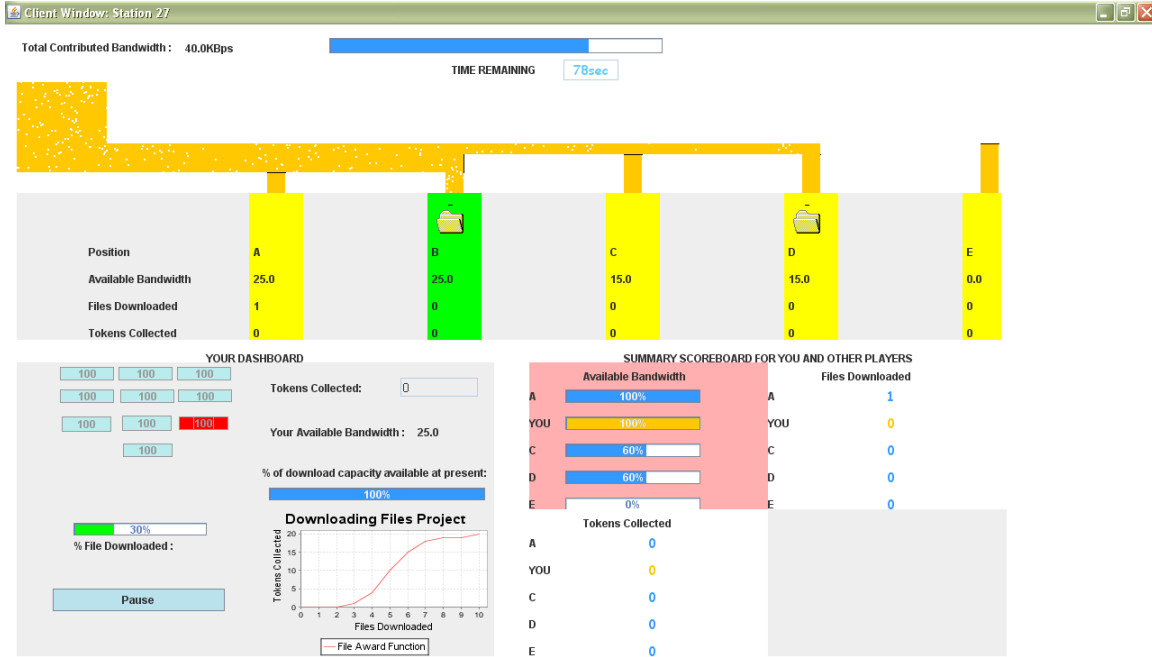 Client Window: Station 27
Total Contributed Bandwidth : 40.0KBps
TIME REMAINING 78sec
Position A B C D E
Available Bandwidth 25.0 25.0 15.0 15.0 0.0
Files Downloaded 1 0 0 0 0
Tokens Collected 0 0 0 0 0
YOUR DASHBOARD
100 100 100
100 100 100
100 100 100
100
Tokens Collected: 0
Your Available Bandwidth : 25.0
% of download capacity available at present:
100%
30%
% File Downloaded :
Pause
Downloading Files Project
Tokens Collected
20
15
10
5
0
0 1 2 3 4 5 6 7 8 9 10
Files Downloaded
File Award Function
SUMMARY SCOREBOARD FOR YOU AND OTHER PLAYERS
Available Bandwidth
A 100%
YOU 100%
C 60%
D 60%
E 0%
Files Downloaded
A 1
YOU 0
C 0
D 0
E 0
Tokens Collected
A 0
YOU 0
C 0
D 0
E 0